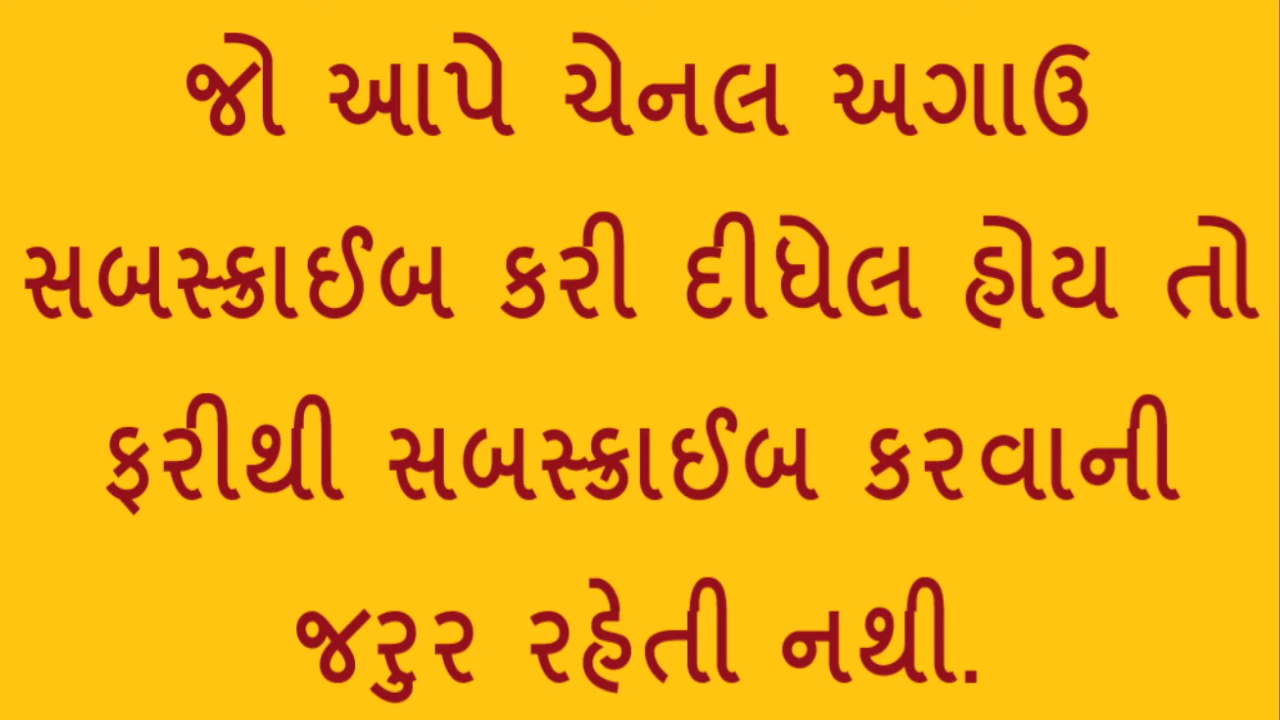 જો આપે ચેનલ અગાઉ
સબસ્ક્રાઈબ કરી દીધેલ હોય તો
ફરીથી સબસ્ક્રાઈબ કરવાની
જરુર રહેતી નથી.